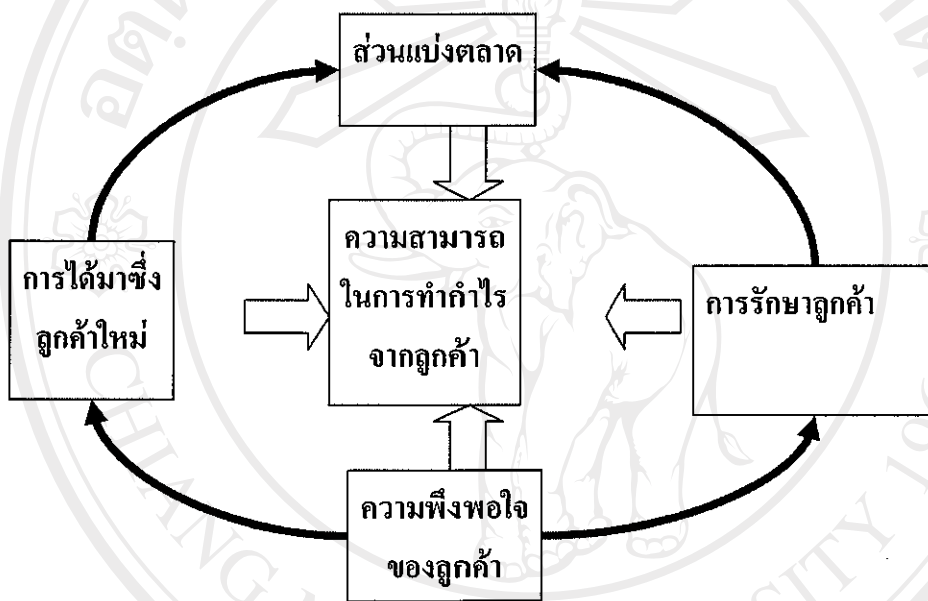 ส่วนแบ่งตลาด
ความสามารถ
ในการทำกำไร
จากลูกค้า
การได้มาซึ่ง
ลูกค้าใหม่
การรักษาลูกค้า
ความพึงพอใจ
ของลูกค้า